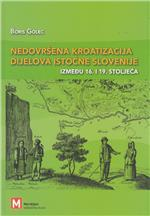 BORIS GOLEC
NEDOVRŠENA KROATIZACIJA
DIJELOVA ISTOČNE SLOVENIJE
IZMEĐU 16. I 19. STOLJEĆA